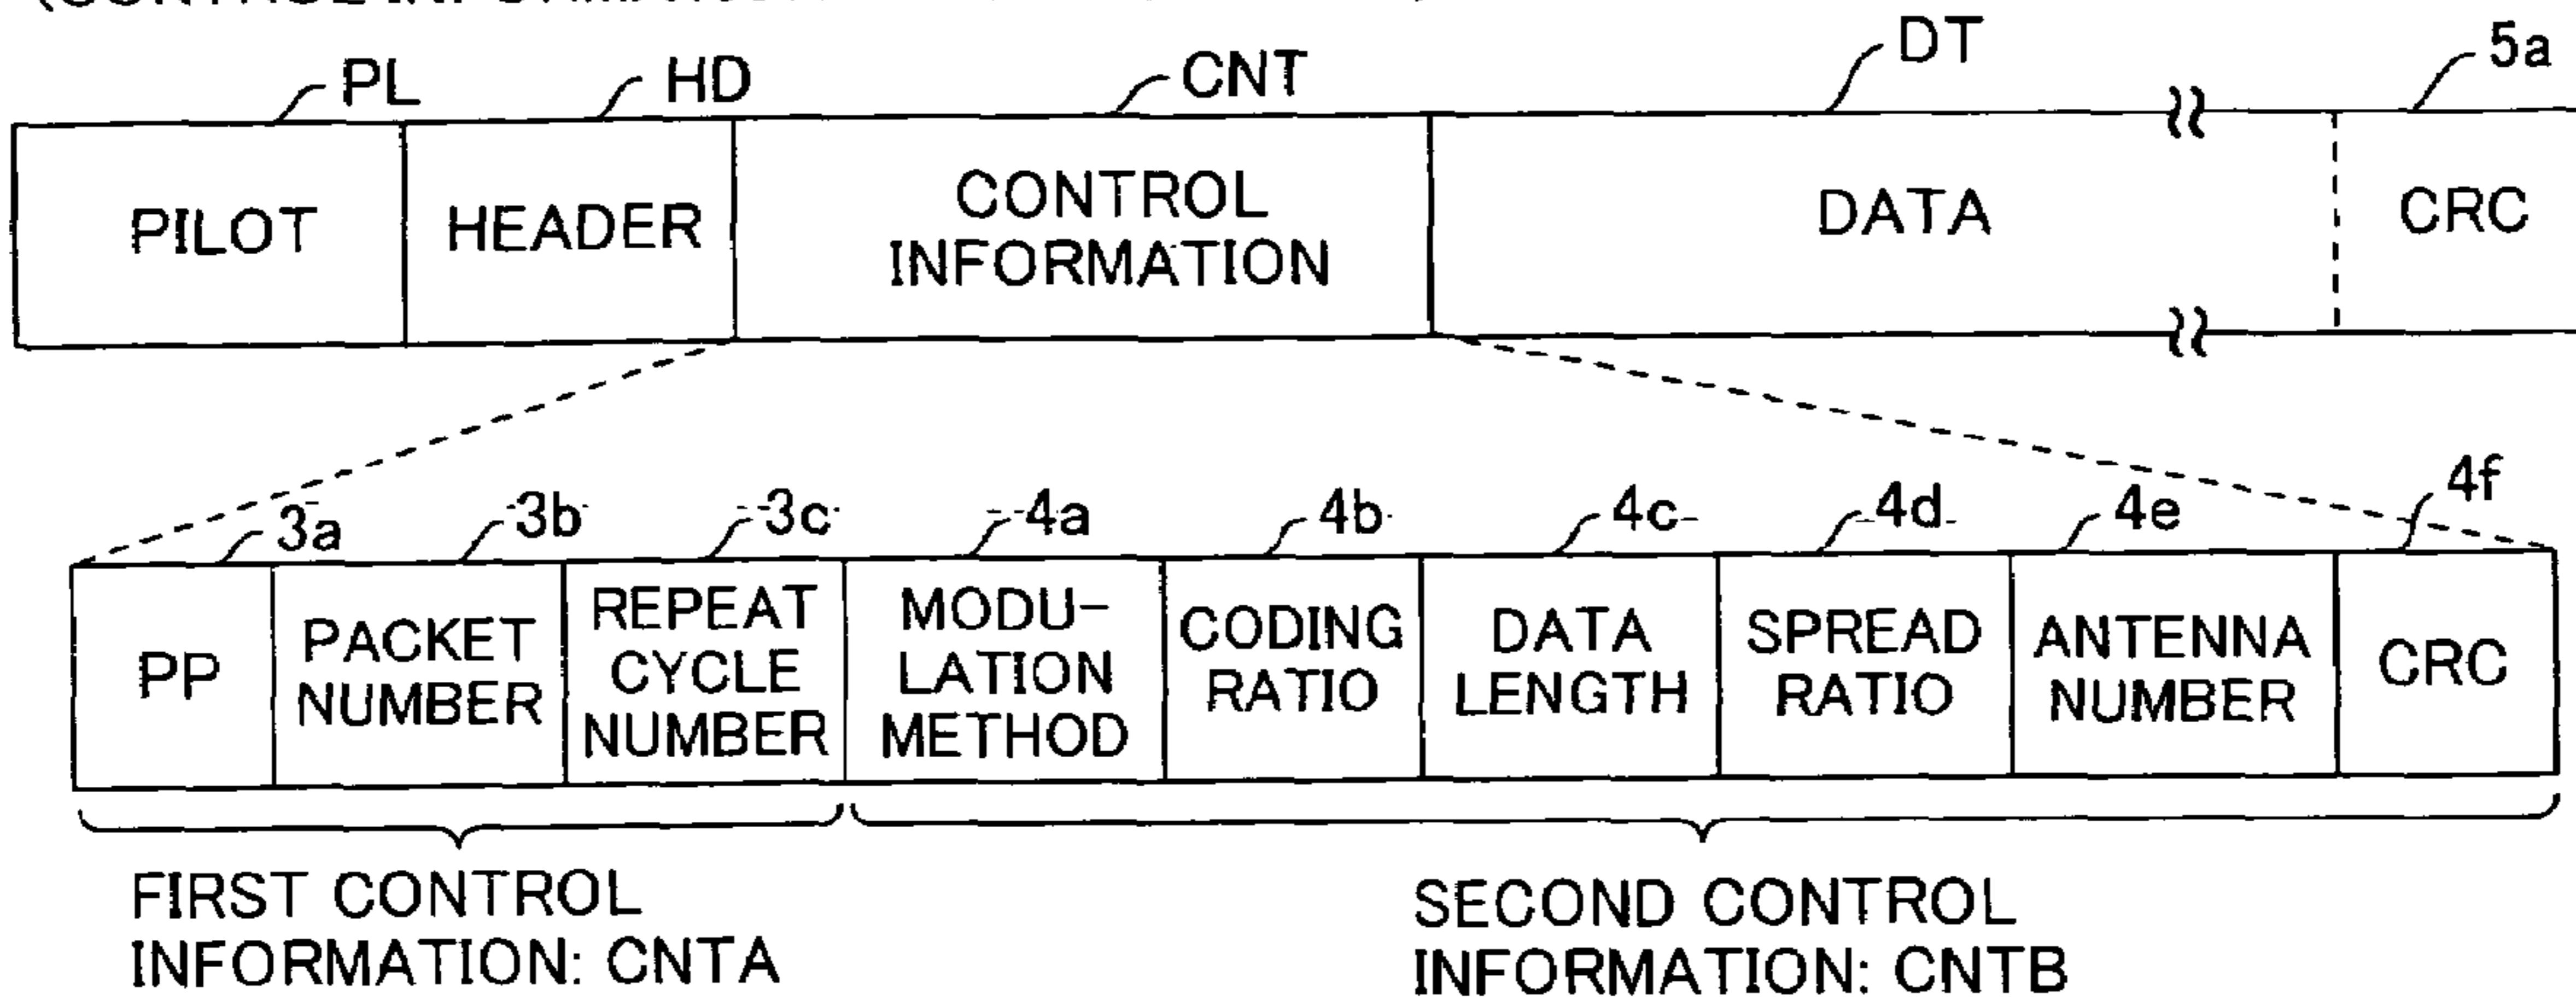 PL HD CNT DT 5a
PILOT HEADER CONTROL INFORMATION DATA CRC
3a 3b 3c 4a 4b 4c 4d 4e 4f
PP
PACKET
NUMBER
REPEAT
CYCLE
NUMBER
MODU-
LATION
METHOD
CODING
RATIO
DATA
LENGTH
SPREAD
RATIO
ANTENNA
NUMBER
CRC
FIRST CONTROL
INFORMATION: CNTA
SECOND CONTROL
INFORMATION: CNTB